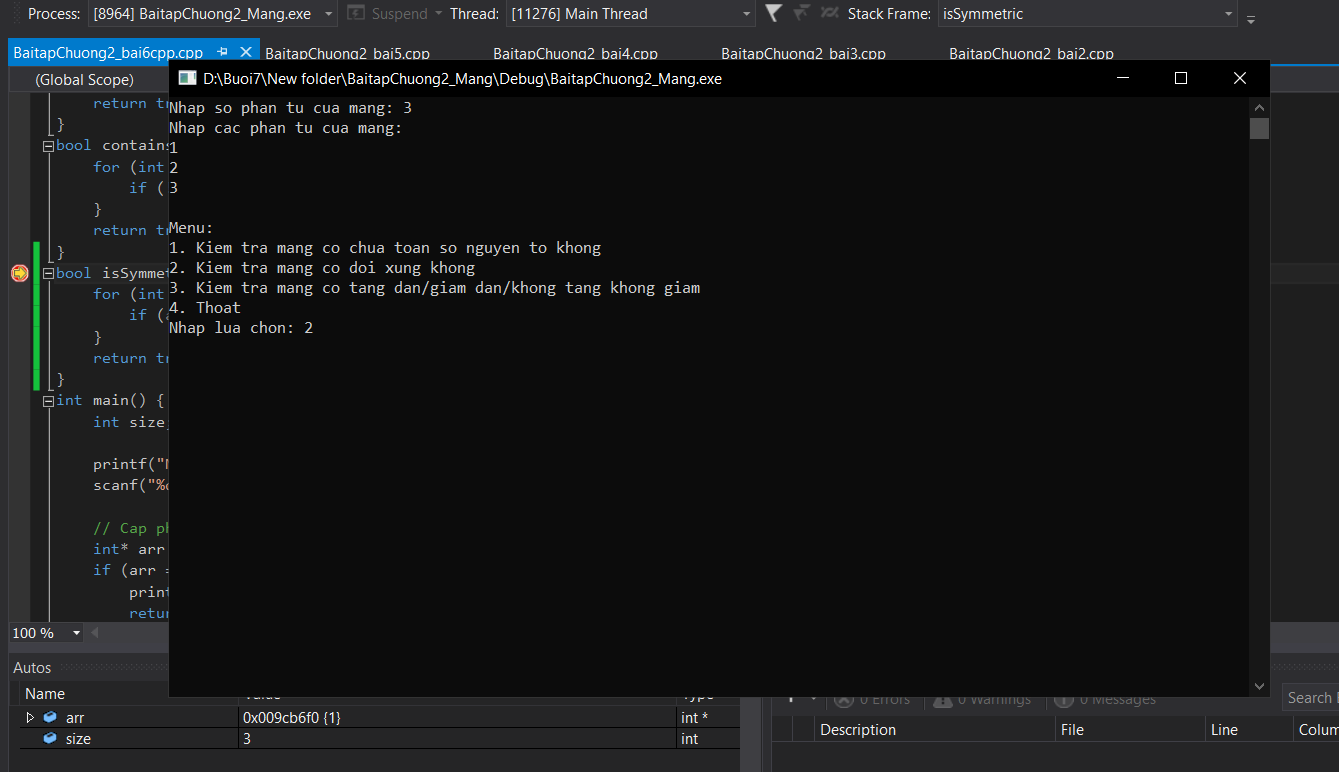 Process: [8964] BaitapChuong2_Mang.exe Suspend Thread: [11276] Main Thread Stack Frame: isSymmetric
BaitapChuong2_bai6cpp.cpp BaitapChuong2_bai5.cpp BaitapChuong2_bai4.cpp BaitapChuong2_bai3.cpp BaitapChuong2_bai2.cpp
(Global Scope)
D:\Buoi7\New folder\BaitapChuong2_Mang\Debug\BaitapChuong2_Mang.exe
Nhap so phan tu cua mang: 3
Nhap cac phan tu cua mang:
1
2
3
Menu:
1. Kiem tra mang co chua toan so nguyen to khong
2. Kiem tra mang co doi xung khong
3. Kiem tra mang co tang dan/giam dan/khong tang khong giam
4. Thoat
Nhap lua chon: 2
return
}
bool
for (int
if (
}
return
}
bool
for (int
if (
}
return
}
int main() {
int size
printf("
scanf("%
// Cap
int* arr
if (arr
100 %
Autos
Name Value Type
arr 0x009cb6f0 {1} int *
size 3 int
0 Errors 0 Warnings 0 Messages
Search
Description File Line